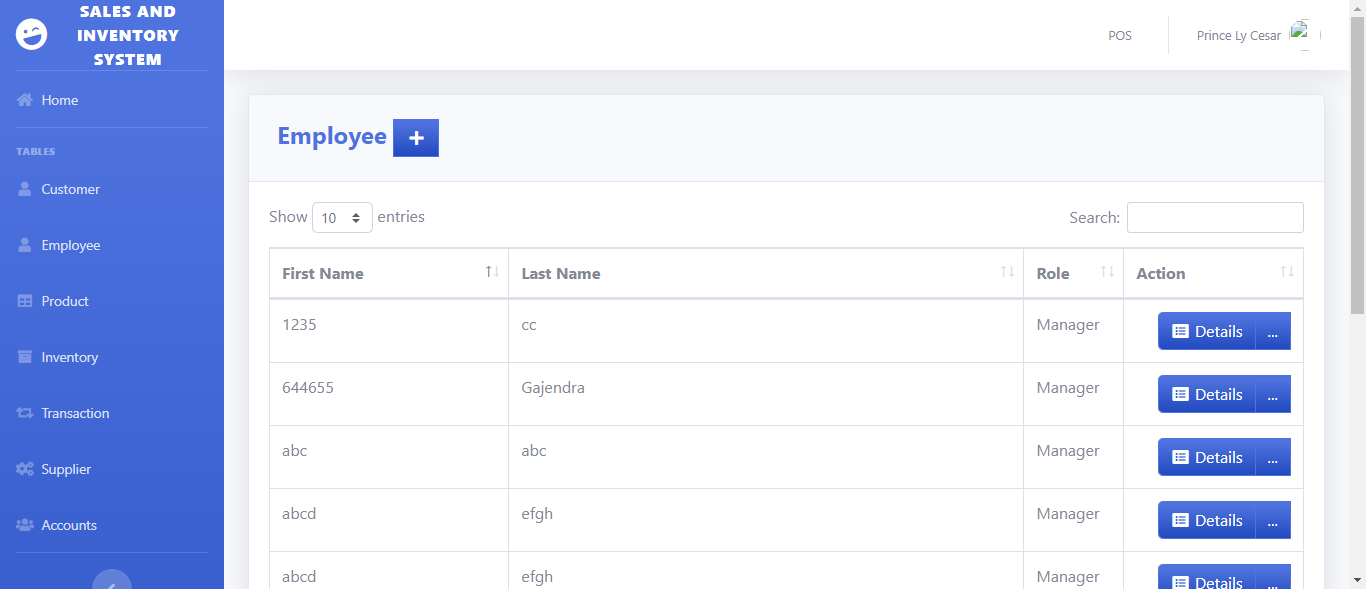 SALES AND
INVENTORY
SYSTEM
POS
Prince Ly Cesar
Home
TABLES
Customer
Employee
Product
Inventory
Transaction
Supplier
Accounts
Employee
Show 10 entries
Search:
First Name Last Name Role Action
1235 cc Manager Details ...
644655 Gajendra Manager Details ...
abc abc Manager Details ...
abcd efgh Manager Details ...
abcd efgh Manager Details ...